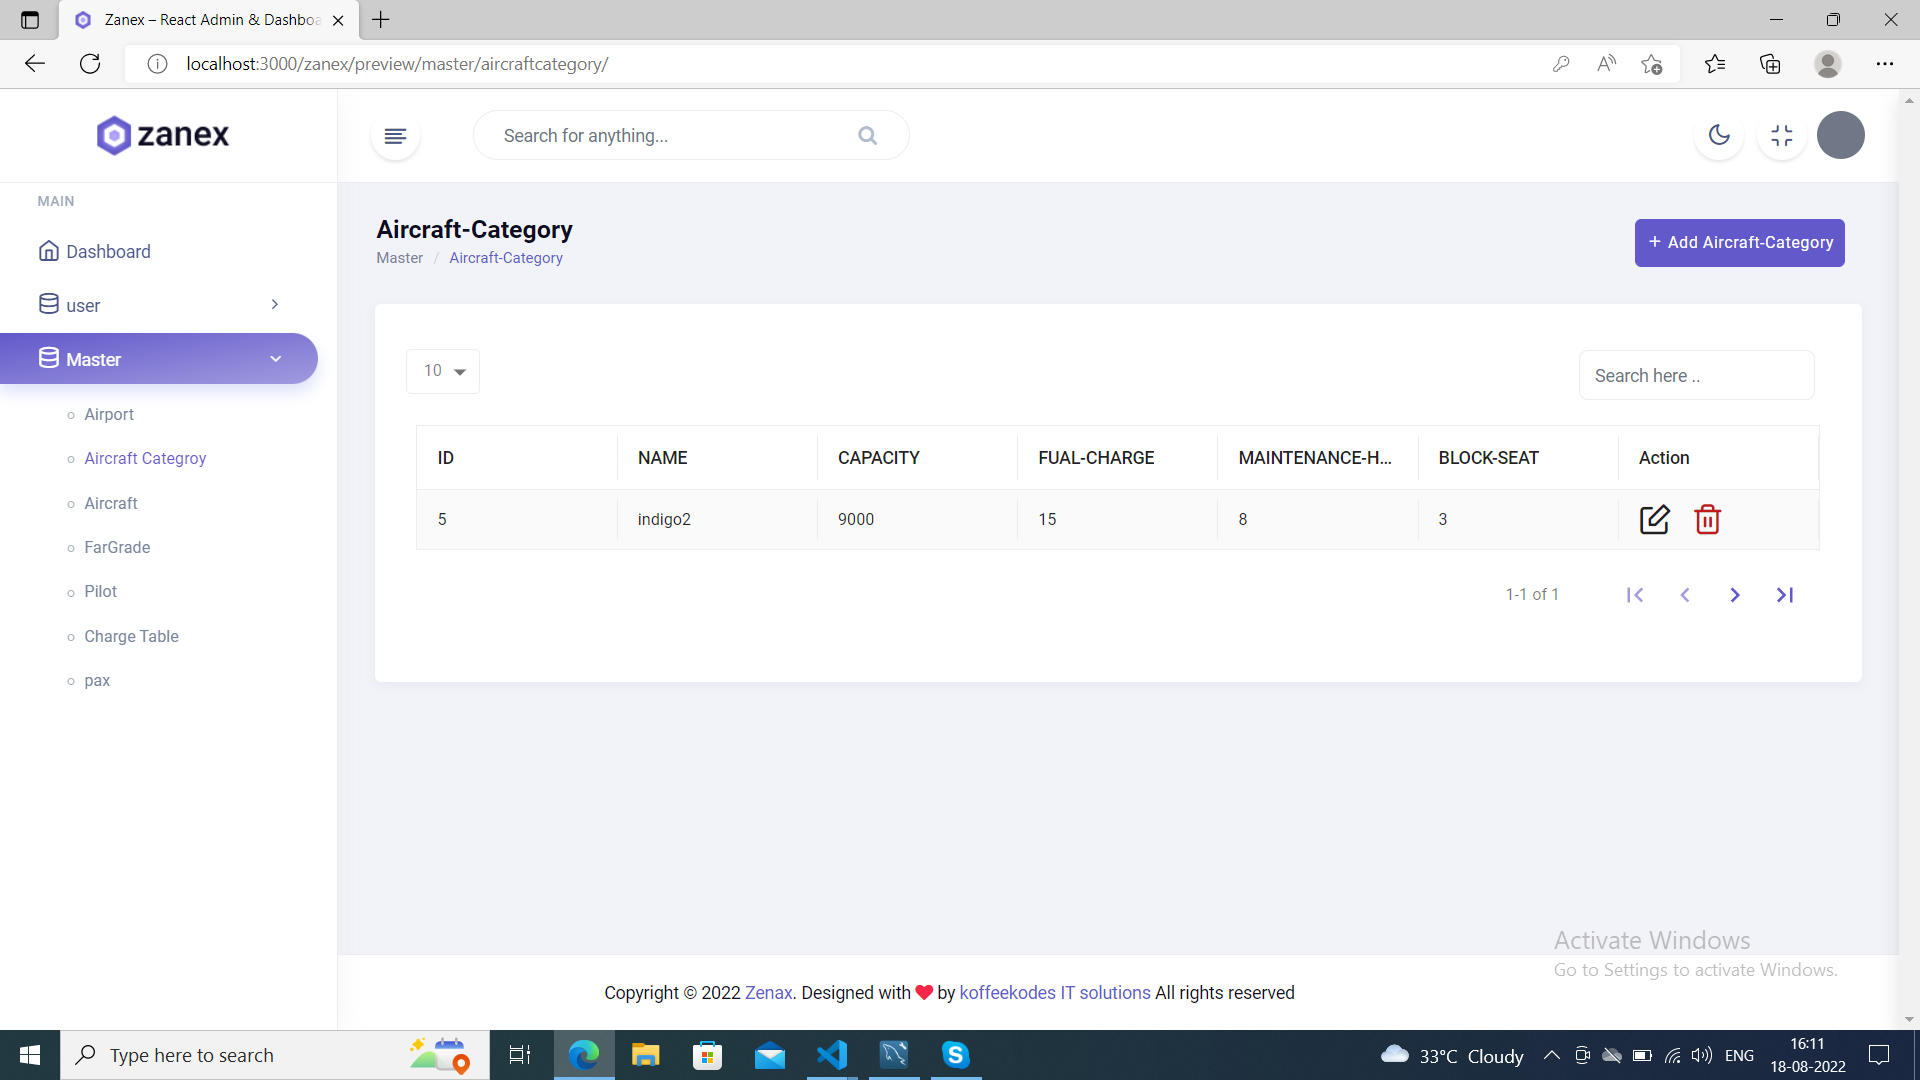 Zanex – React Admin & Dashboa
localhost:3000/zanex/preview/master/aircraftcategory/
zanex
Search for anything...
MAIN
Dashboard
user
Master
Airport
Aircraft Categroy
Aircraft
FarGrade
Pilot
Charge Table
pax
Aircraft-Category
Master / Aircraft-Category
+ Add Aircraft-Category
10
Search here ..
ID NAME CAPACITY FUAL-CHARGE MAINTENANCE-H... BLOCK-SEAT Action
5 indigo2 9000 15 8 3
1-1 of 1
Activate Windows
Go to Settings to activate Windows.
Copyright © 2022 Zenax. Designed with ❤ by koffeekodes IT solutions All rights reserved
Type here to search
33°C Cloudy
ENG
16:11
18-08-2022